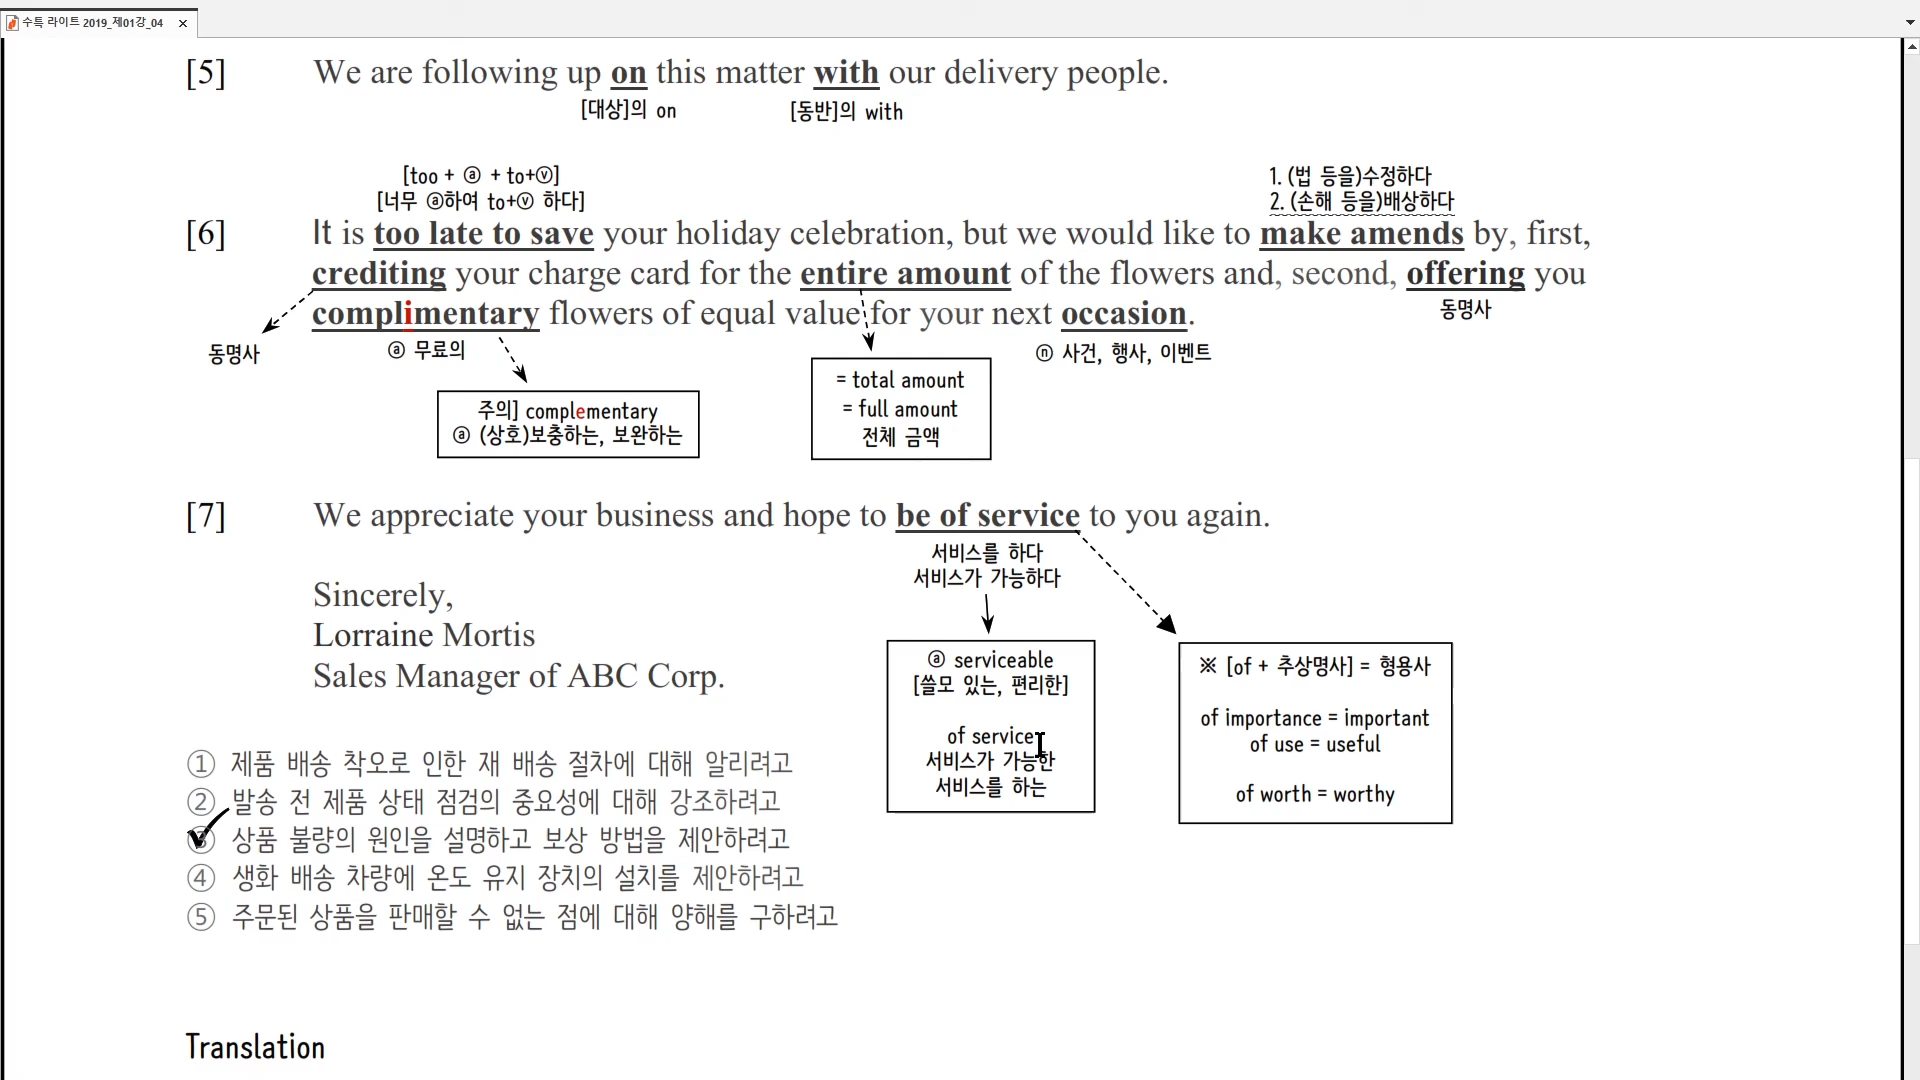 수특 라이트 2019_제01강_04
[5] We are following up on this matter with our delivery people.
[대상]의 on [동반]의 with
[too + ⓐ + to+ⓥ]
[너무 ⓐ하여 to+ⓥ 하다]
1. (법 등을)수정하다
2. (손해 등을)배상하다
[6] It is too late to save your holiday celebration, but we would like to make amends by, first,
crediting your charge card for the entire amount of the flowers and, second, offering you
complimentary flowers of equal value for your next occasion.
동명사
동명사
ⓐ 무료의
ⓝ 사건, 행사, 이벤트
주의] complementary
ⓐ (상호)보충하는, 보완하는
= total amount
= full amount
전체 금액
[7] We appreciate your business and hope to be of service to you again.
서비스를 하다
서비스가 가능하다
Sincerely,
Lorraine Mortis
Sales Manager of ABC Corp.
ⓐ serviceable
[쓸모 있는, 편리한]
of service
서비스가 가능한
서비스를 하는
※ [of + 추상명사] = 형용사
of importance = important
of use = useful
of worth = worthy
① 제품 배송 착오로 인한 재 배송 절차에 대해 알리려고
② 발송 전 제품 상태 점검의 중요성에 대해 강조하려고
③ 상품 불량의 원인을 설명하고 보상 방법을 제안하려고
④ 생화 배송 차량에 온도 유지 장치의 설치를 제안하려고
⑤ 주문된 상품을 판매할 수 없는 점에 대해 양해를 구하려고
Translation